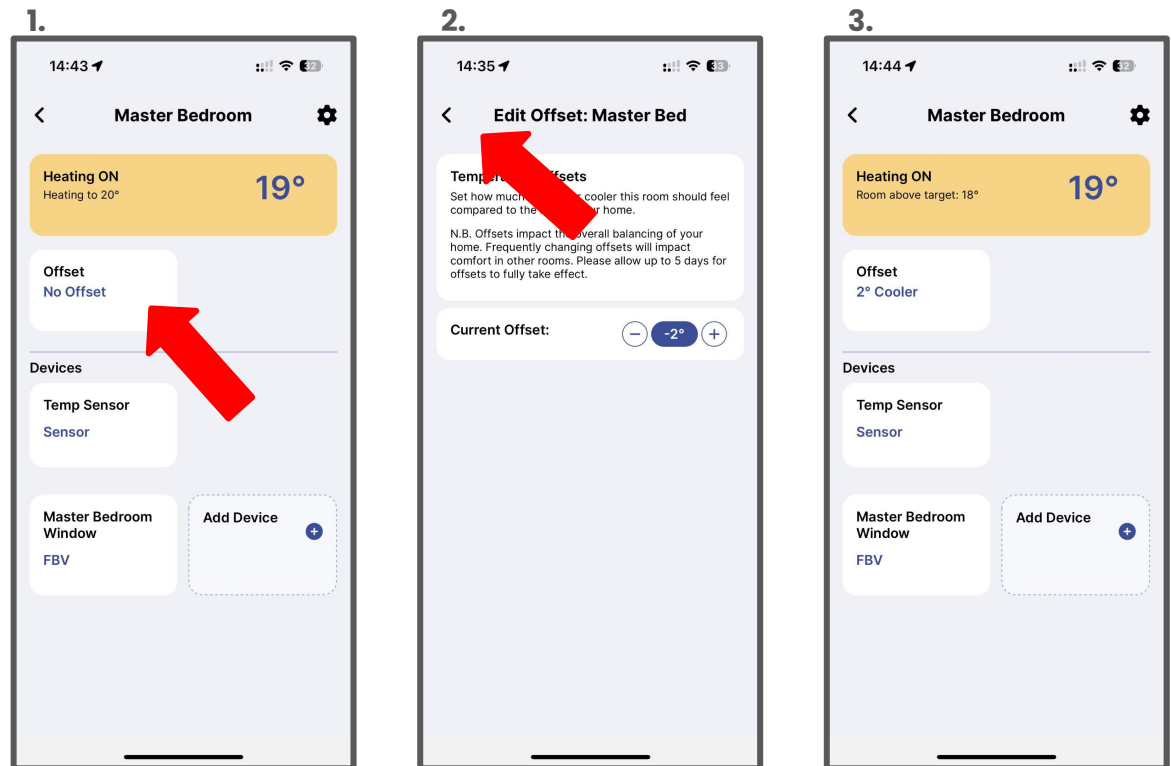 1.
14:43
32
Master Bedroom
Heating ON
Heating to 20°
19°
Offset
No Offset
Devices
Temp Sensor
Sensor
Master Bedroom
Window
FBV
Add Device
2.
14:35
33
Edit Offset: Master Bed
Set how much cooler this room should feel
compared to the home.
N.B. Offsets impact the overall balancing of your
home. Frequently changing offsets will impact
comfort in other rooms. Please allow up to 5 days for
offsets to fully take effect.
Current Offset:
-2°
3.
14:44
32
Master Bedroom
Heating ON
Room above target: 18°
19°
Offset
2° Cooler
Devices
Temp Sensor
Sensor
Master Bedroom
Window
FBV
Add Device